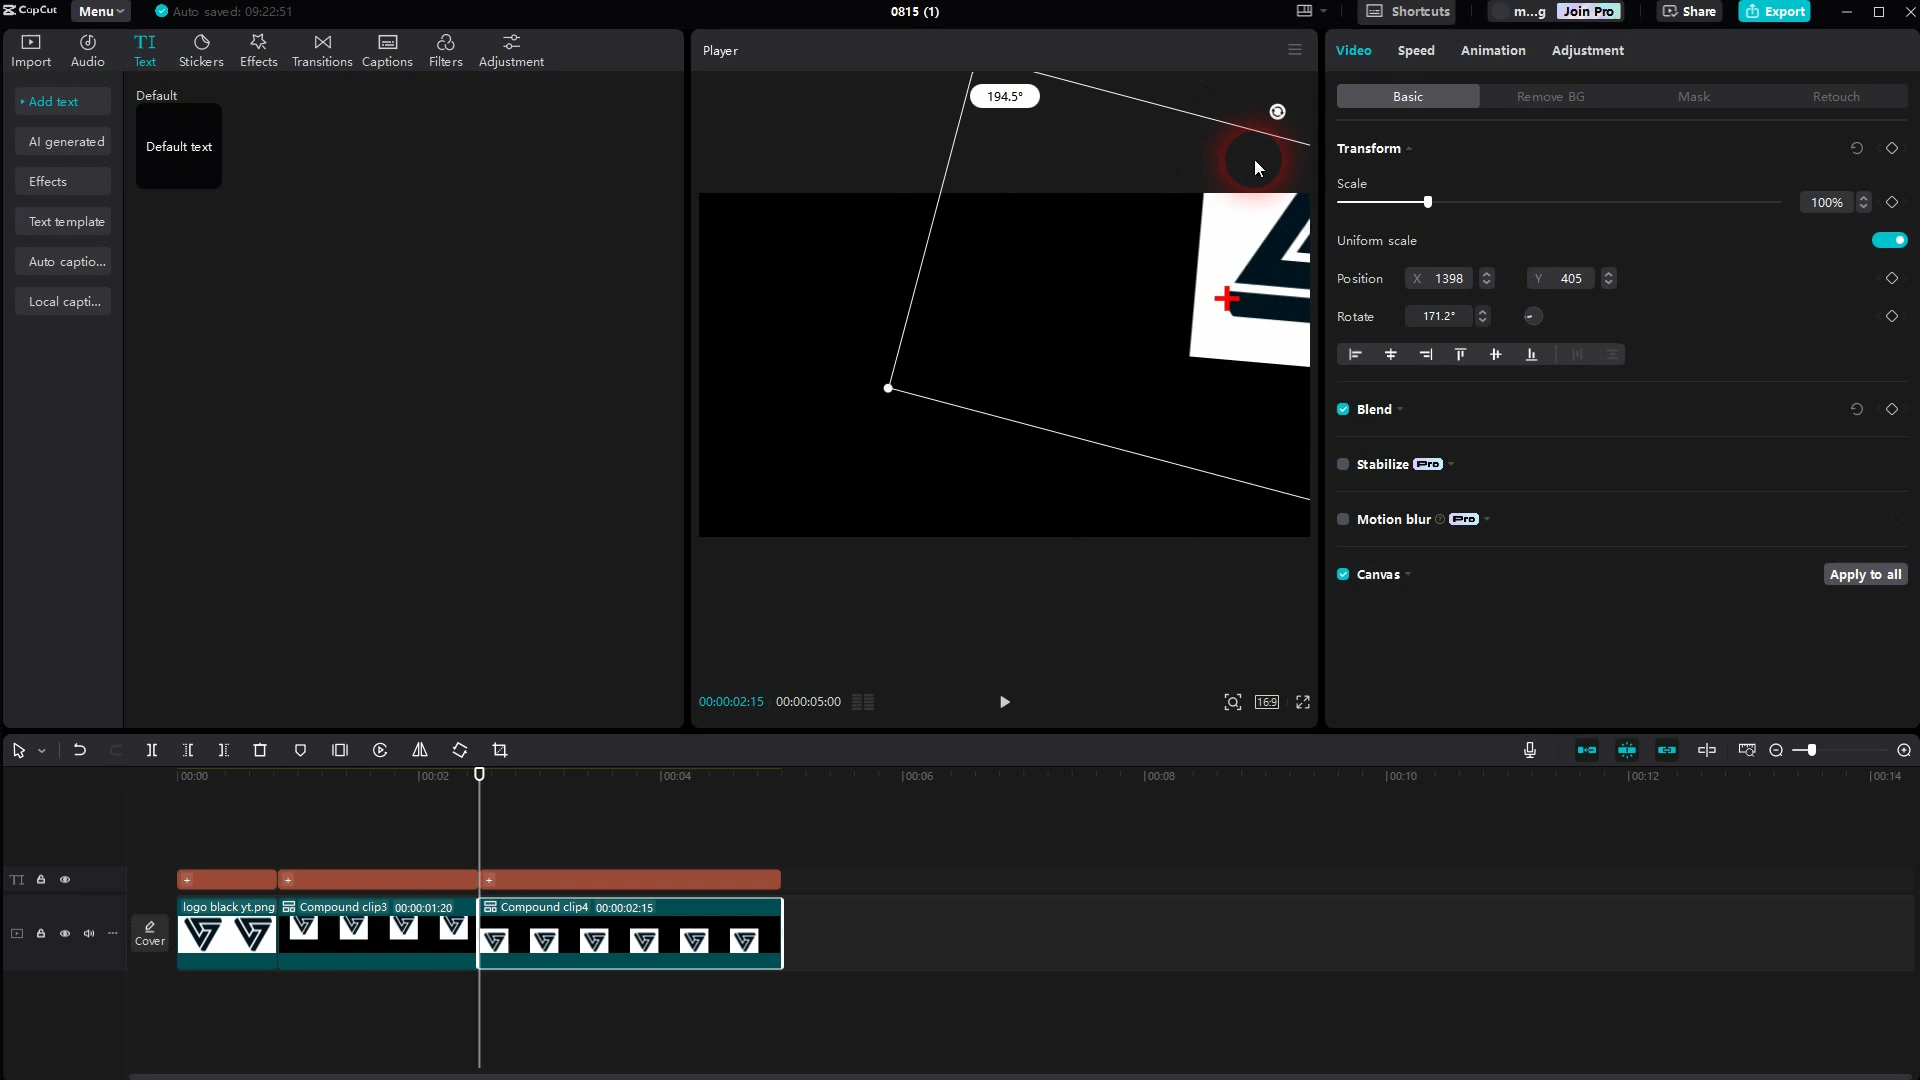 CapCut
Menu
Auto saved: 09:22:51
0815 (1)
Shortcuts
m...g
Join Pro
Share
Export
Import
Audio
TI
Text
Stickers
Effects
Transitions
Captions
Filters
Adjustment
Add text
AI generated
Effects
Text template
Auto captio...
Local capti...
Default
Default text
Player
194.5°
00:00:02:15
00:00:05:00
16:9
Video
Speed
Animation
Adjustment
Basic
Remove BG
Mask
Retouch
Transform
Scale
100%
Uniform scale
Position
X 1398
Y 405
Rotate
171.2°
Blend
Stabilize Pro
Motion blur Pro
Canvas
Apply to all
00:00
00:02
00:04
00:06
00:08
00:10
00:12
00:14
TI
Cover
logo black yt.png
Compound clip3 00:00:01:20
Compound clip4 00:00:02:15